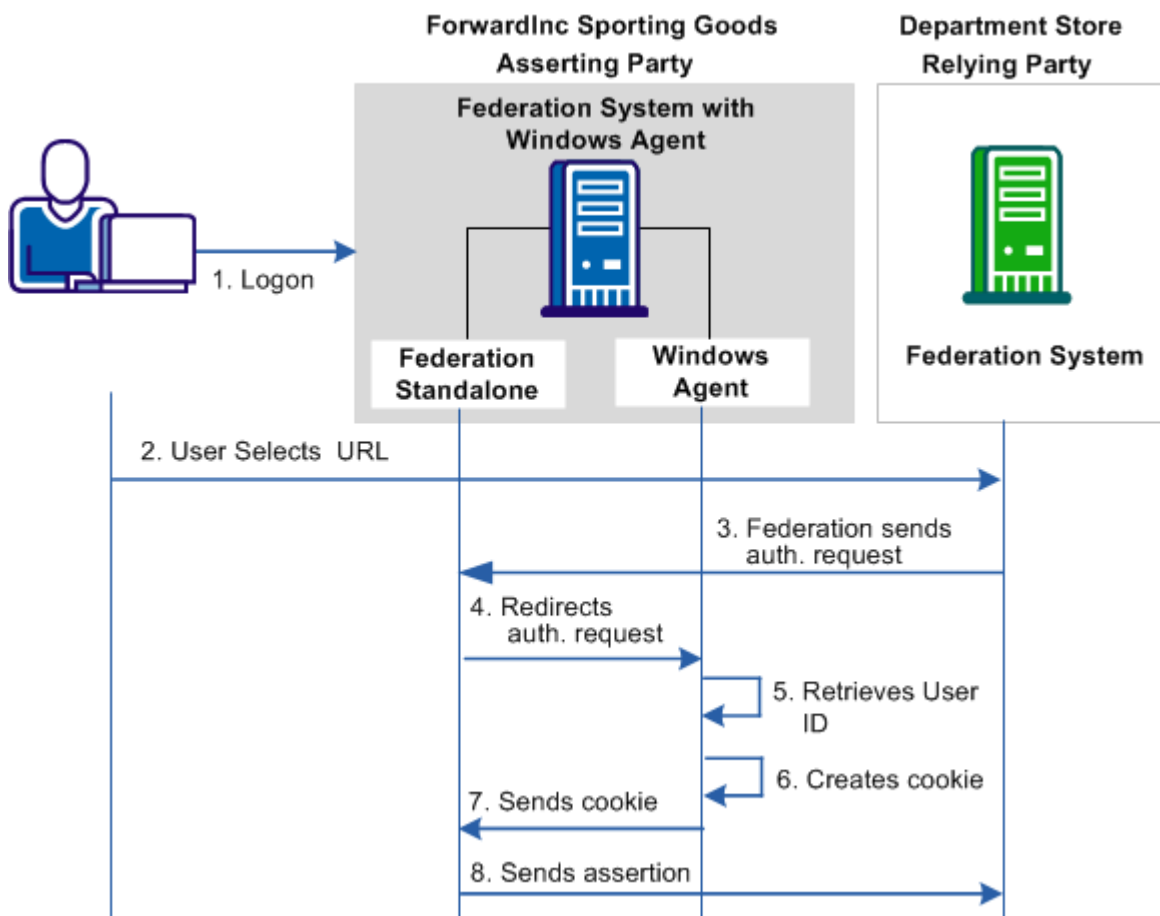 ForwardInc Sporting Goods
Asserting Party
Department Store
Relying Party
Federation System with
Windows Agent
1. Logon
Federation
Standalone
Windows
Agent
Federation System
2. User Selects URL
3. Federation sends
auth. request
4. Redirects
auth. request
5. Retrieves User
ID
6. Creates cookie
7. Sends cookie
8. Sends assertion